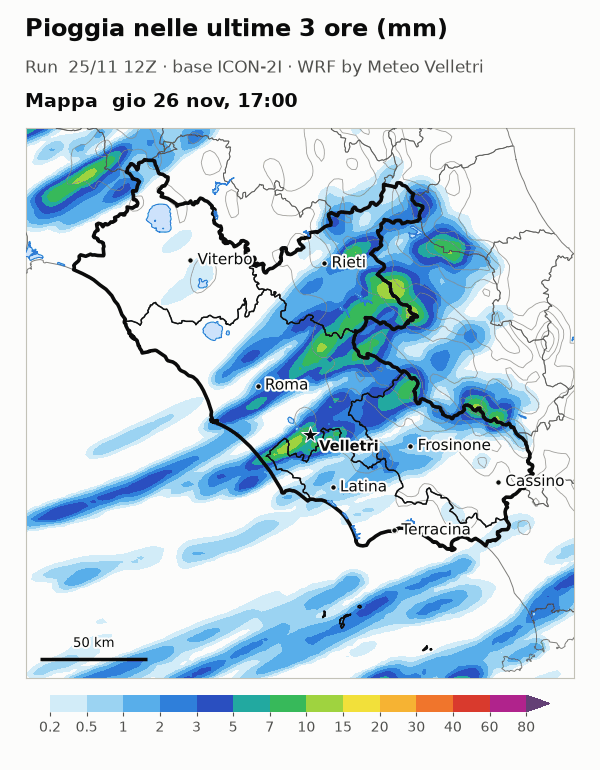 Pioggia nelle ultime 3 ore (mm)
Run  25/11 12Z · base ICON-2I · WRF by Meteo Velletri
Mappa  gio 26 nov, 17:00
Viterbo
Rieti
Roma
Velletri
Frosinone
Cassino
Latina
Terracina
50 km
0.2 0.5 1 2 3 5 7 10 15 20 30 40 60 80